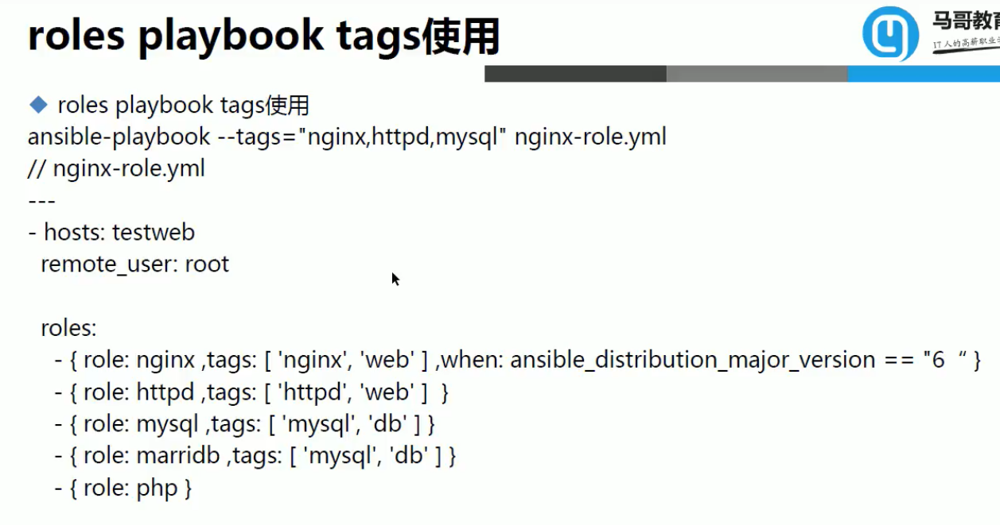 roles playbook tags使用
马哥教育
IT人的高薪职业
roles playbook tags使用
ansible-playbook --tags="nginx,httpd,mysql" nginx-role.yml
// nginx-role.yml
---
- hosts: testweb
remote_user: root
roles:
- { role: nginx ,tags: [ 'nginx', 'web' ] ,when: ansible_distribution_major_version == "6 “ }
- { role: httpd ,tags: [ 'httpd', 'web' ] }
- { role: mysql ,tags: [ 'mysql', 'db' ] }
- { role: marridb ,tags: [ 'mysql', 'db' ] }
- { role: php }